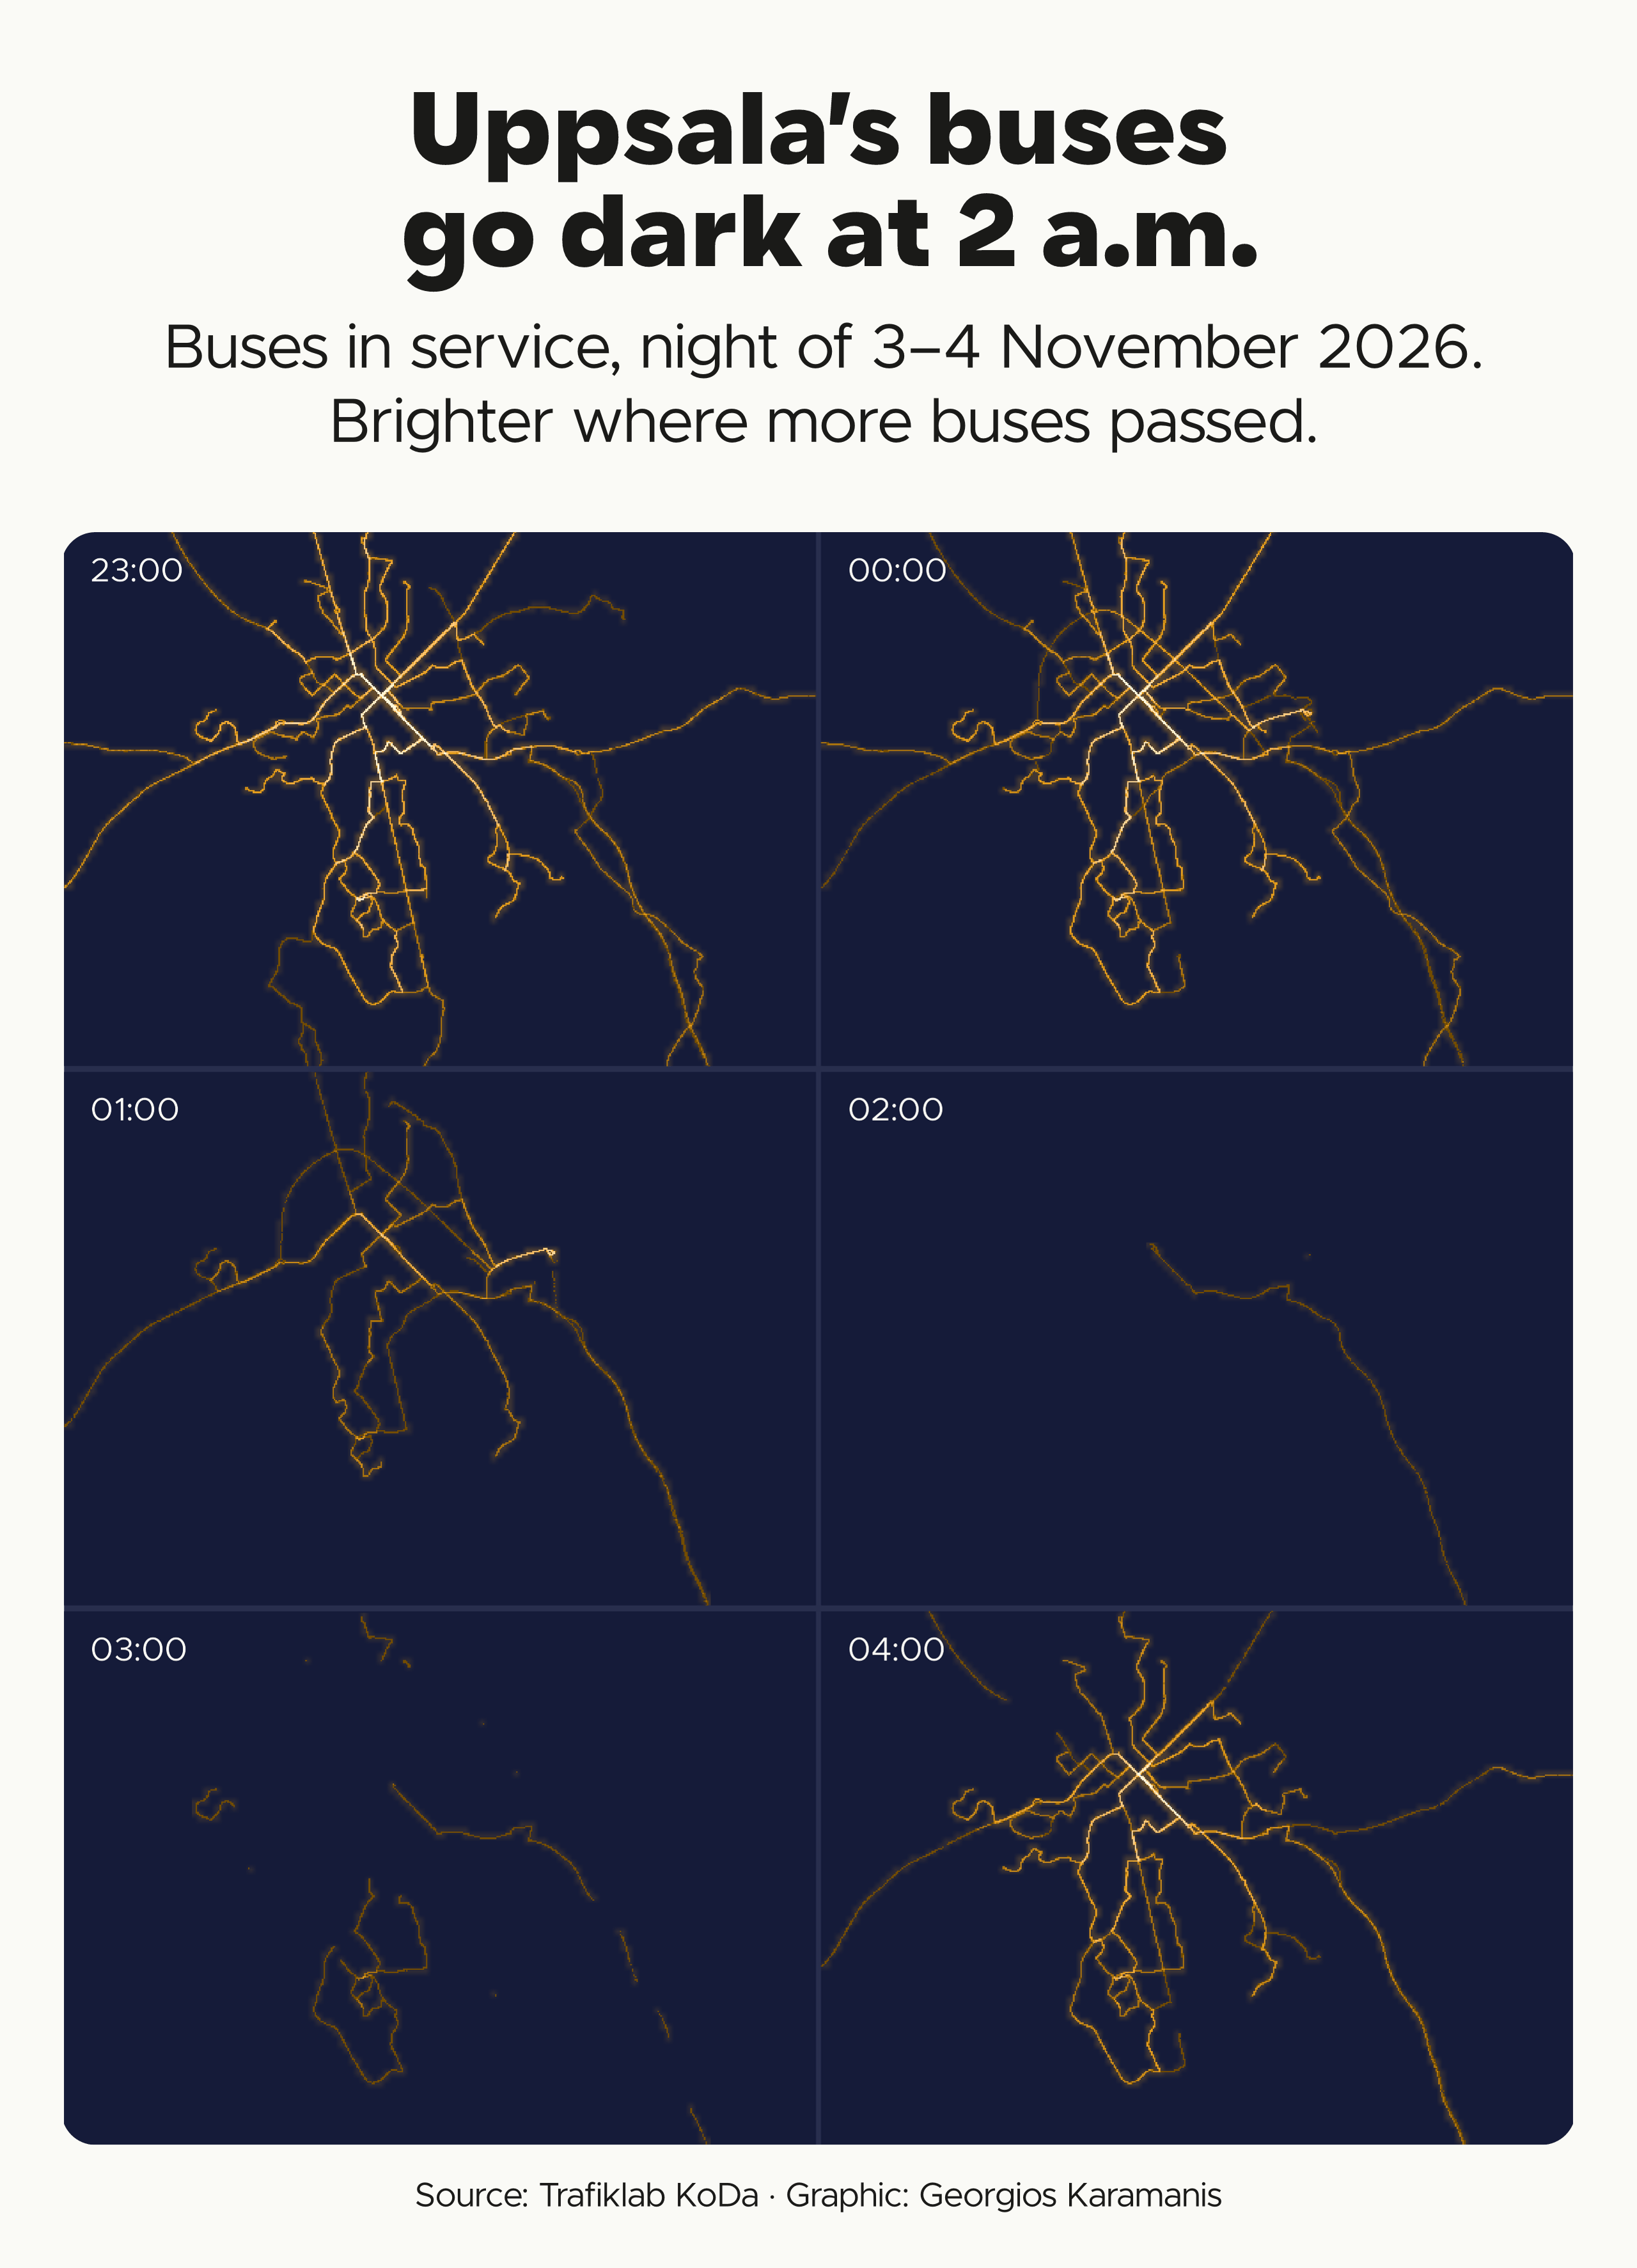 Uppsala’s buses
go dark at 2 a.m.
Buses in service, night of 3–4 November 2026.
Brighter where more buses passed.
23:00
00:00
01:00
02:00
03:00
04:00
Source: Trafiklab KoDa · Graphic: Georgios Karamanis